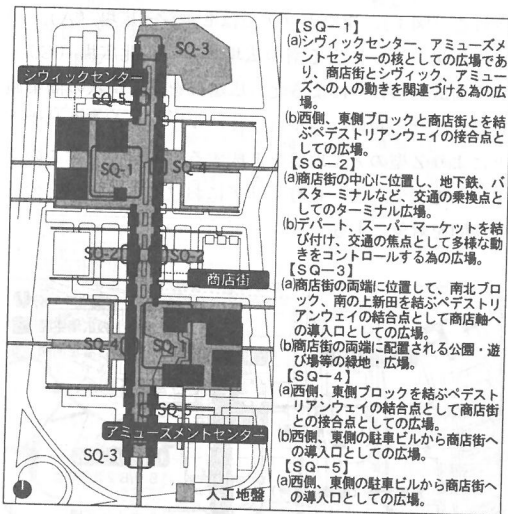 SQ-3
シヴィックセンター
SQ-5
SQ-1
SQ-4
SQ-2
SQ-2
商店街
SQ-4
SQ-5
アミューズメントセンター
SQ-3
人工地盤
【SQ－1】
(a)シヴィックセンター、アミューズメ
ントセンターの核としての広場であ
り、商店街とシヴィック、アミュー
ズへの人の動きを関連づける為の広
場。
(b)西側、東側ブロックと商店街とを結
ぶペデストリアンウェイの接合点と
しての広場。
【SQ－2】
(a)商店街の中心に位置し、地下鉄、バ
スターミナルなど、交通の乗換点と
してのターミナル広場。
(b)デパート、スーパーマーケットを結
び付け、交通の焦点として多様な動
きをコントロールする為の広場。
【SQ－3】
(a)商店街の両端に位置して、南北ブロ
ック、南の上新田を結ぶペデストリ
アンウェイの結合点として商店軸へ
の導入口としての広場。
(b)商店街の両端に配置される公園・遊
び場等の緑地・広場。
【SQ－4】
(a)西側、東側ブロックを結ぶペデスト
リアンウェイの結合点として商店街
との接合点としての広場。
(b)西側、東側の駐車ビルから商店街へ
の導入口としての広場。
【SQ－5】
(a)西側、東側の駐車ビルから商店街へ
の導入口としての広場。